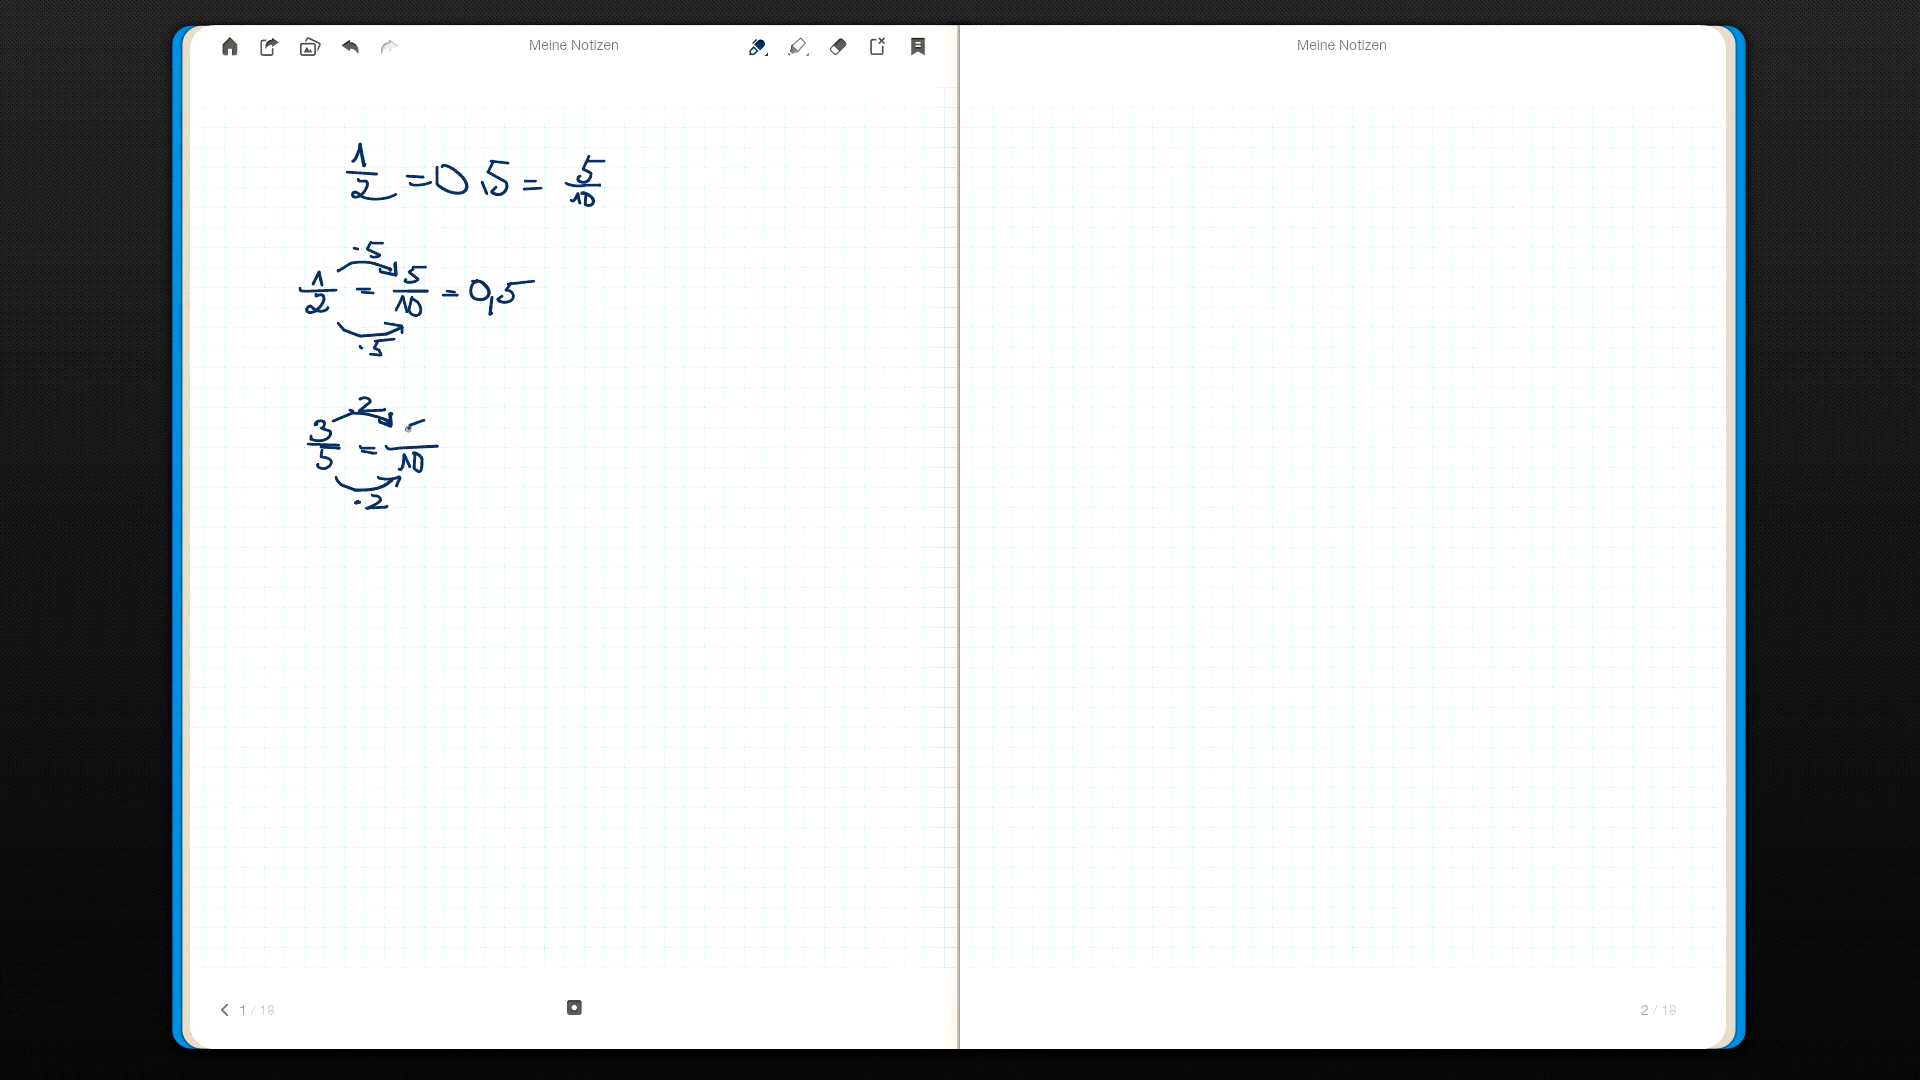 Meine Notizen
1/2 = 0,5 = 5/10
·5
1/2 = 5/10 = 0,5
·5
·2
3/5 = /10
·2
1 / 18
Meine Notizen
2 / 18